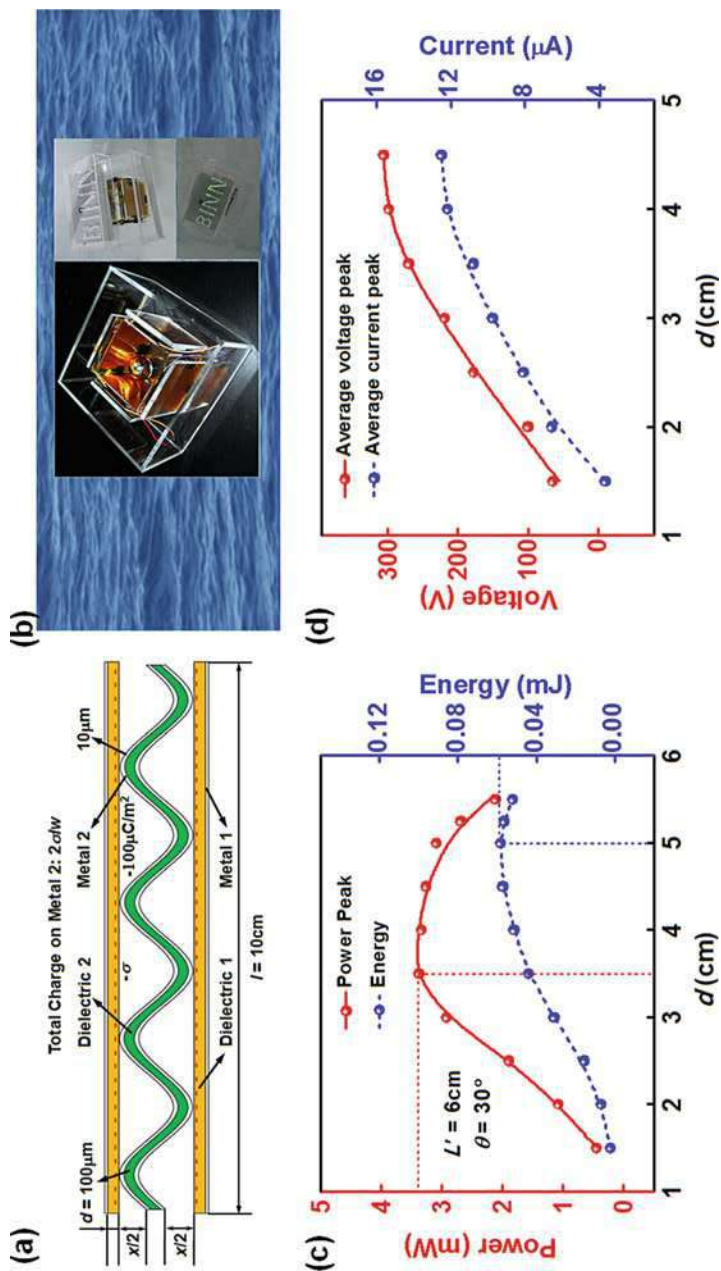 (a)
Total Charge on Metal 2: 2σlw
d = 100μm
Dielectric 2
Metal 2
10μm
-σ
-100μC/m²
x/2
x/2
Dielectric 1
Metal 1
l = 10cm
(b)
BINN
BINN
(c)
Power (mW)
5
4
3
2
1
0
Power Peak
Energy
L' = 6cm
θ = 30°
Energy (mJ)
0.12
0.08
0.04
0.00
1
2
3
4
5
6
d (cm)
(d)
Voltage (V)
300
200
100
0
Average voltage peak
Average current peak
Current (μA)
16
12
8
4
1
2
3
4
5
d (cm)